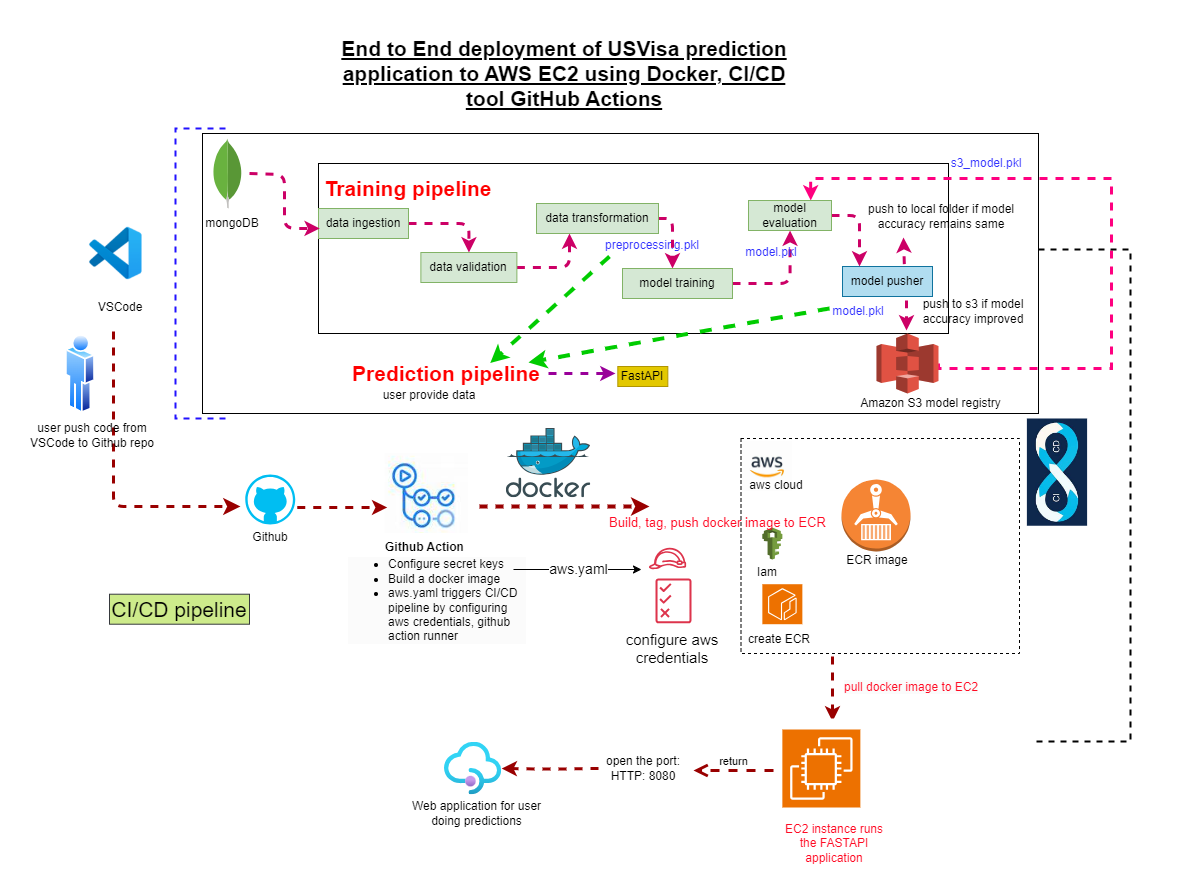 End to End deployment of USVisa prediction
application to AWS EC2 using Docker, CI/CD
tool GitHub Actions
mongoDB
Training pipeline
data ingestion
data validation
data transformation
preprocessing.pkl
model training
model.pkl
model
evaluation
s3_model.pkl
push to local folder if model
accuracy remains same
model pusher
model.pkl
push to s3 if model
accuracy improved
Prediction pipeline
user provide data
FastAPI
Amazon S3 model registry
VSCode
user push code from
VSCode to Github repo
Github
Github Action
• Configure secret keys
• Build a docker image
• aws.yaml triggers CI/CD
pipeline by configuring
aws credentials, github
action runner
docker
Build, tag, push docker image to ECR
aws.yaml
configure aws
credentials
aws
aws cloud
Iam
create ECR
ECR image
CD
CI
CI/CD pipeline
pull docker image to EC2
EC2 instance runs
the FASTAPI
application
return
open the port:
HTTP: 8080
Web application for user
doing predictions